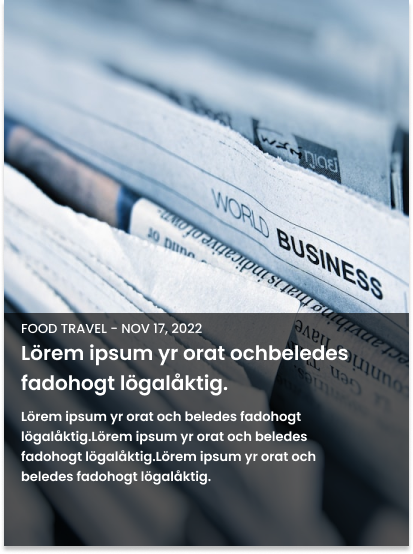 WORLD BUSINESS
FOOD TRAVEL - NOV 17, 2022
Lörem ipsum yr orat ochbeledes
fadohogt lögalåktig.
Lörem ipsum yr orat och beledes fadohogt
lögalåktig.Lörem ipsum yr orat och beledes
fadohogt lögalåktig.Lörem ipsum yr orat och
beledes fadohogt lögalåktig.